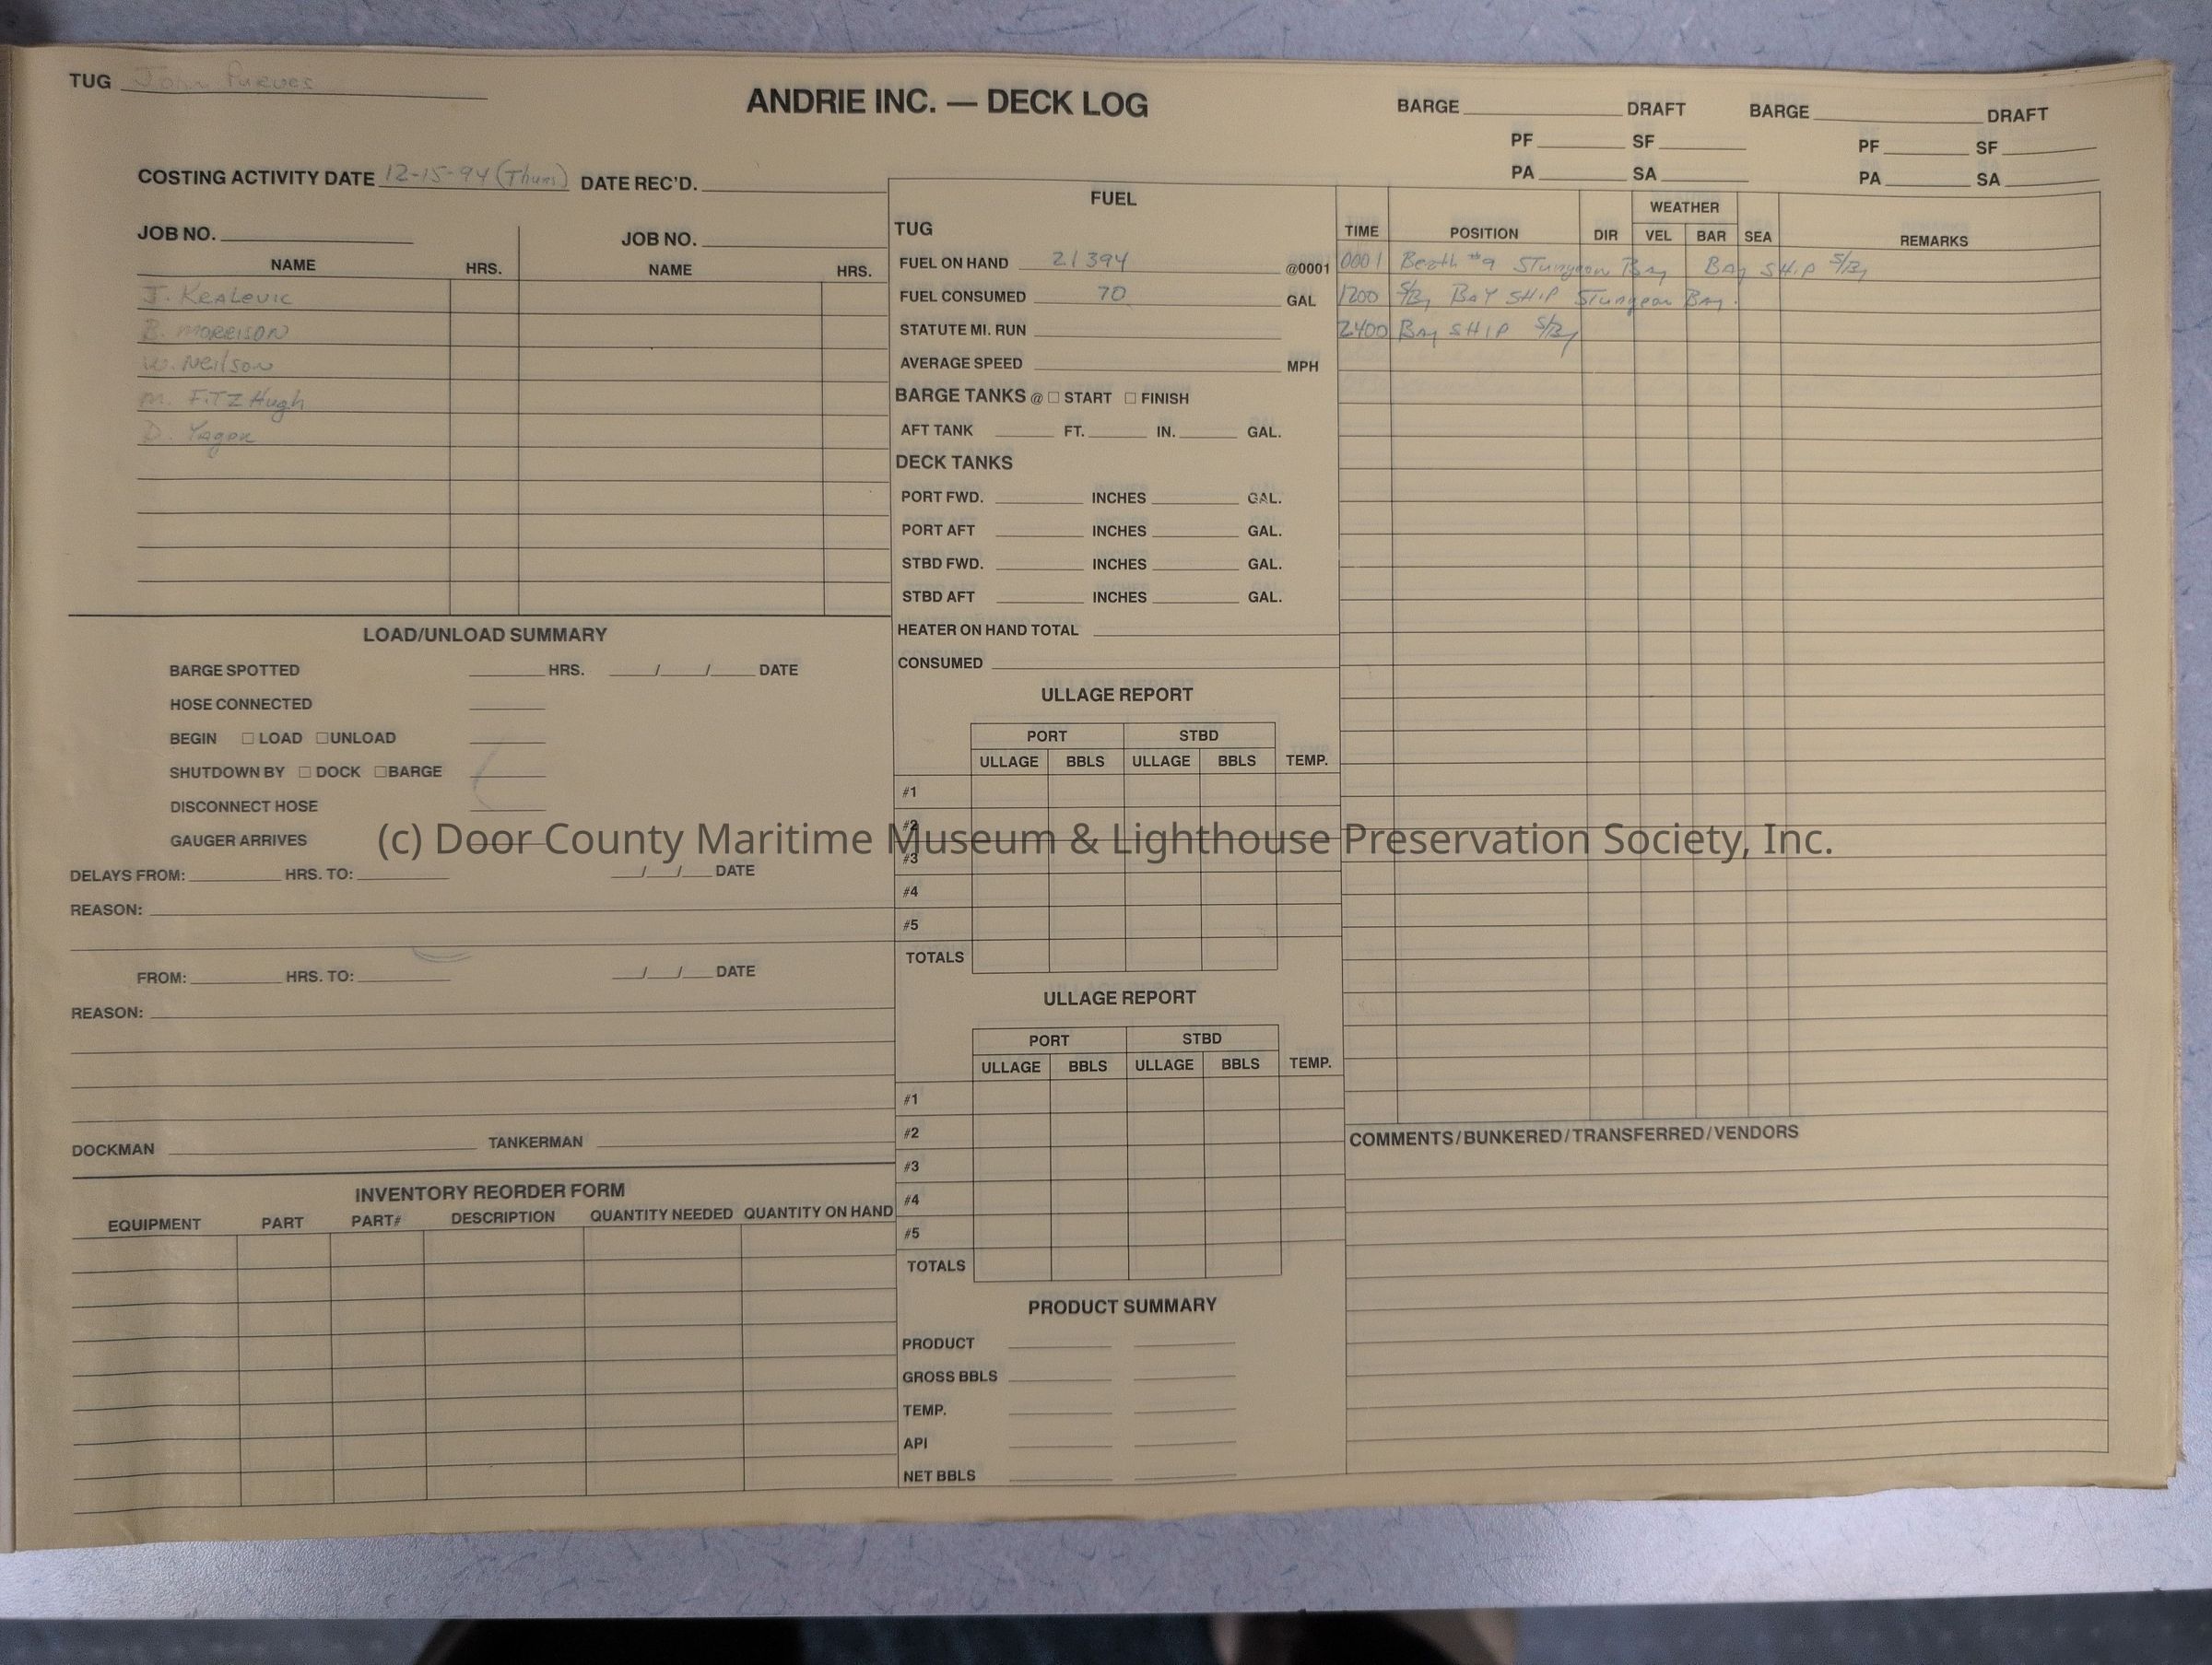 TUG John Purves
ANDRIE INC. — DECK LOG
BARGE DRAFT BARGE DRAFT
PF SF PF SF
PA SA PA SA
COSTING ACTIVITY DATE 12-15-94 (Thurs) DATE REC'D.
JOB NO. JOB NO.
NAME HRS. NAME HRS.
J. KRALEVIC
B. MORRISON
W. Neilson
M. FITZHugh
D. Yagor
LOAD/UNLOAD SUMMARY
BARGE SPOTTED HRS. / / DATE
HOSE CONNECTED
BEGIN □ LOAD □ UNLOAD
SHUTDOWN BY □ DOCK □ BARGE
DISCONNECT HOSE
GAUGER ARRIVES
DELAYS FROM: HRS. TO: / / DATE
REASON:
FROM: HRS. TO: / / DATE
REASON:
DOCKMAN TANKERMAN
INVENTORY REORDER FORM
EQUIPMENT PART PART# DESCRIPTION QUANTITY NEEDED QUANTITY ON HAND
FUEL
TUG
FUEL ON HAND 21394 @0001
FUEL CONSUMED 70 GAL
STATUTE MI. RUN
AVERAGE SPEED MPH
BARGE TANKS @ □ START □ FINISH
AFT TANK FT. IN. GAL.
DECK TANKS
PORT FWD. INCHES GAL.
PORT AFT INCHES GAL.
STBD FWD. INCHES GAL.
STBD AFT INCHES GAL.
HEATER ON HAND TOTAL
CONSUMED
ULLAGE REPORT
PORT STBD
ULLAGE BBLS ULLAGE BBLS TEMP.
#1
#2
#3
#4
#5
TOTALS
ULLAGE REPORT
PORT STBD
ULLAGE BBLS ULLAGE BBLS TEMP.
#1
#2
#3
#4
#5
TOTALS
PRODUCT SUMMARY
PRODUCT
GROSS BBLS
TEMP.
API
NET BBLS
WEATHER
TIME POSITION DIR VEL BAR SEA REMARKS
0001 Berth #9 Sturgeon Bay Bay SHIP S/By
1200 S/By BAY SHIP Sturgeon Bay.
2400 Bay SHIP S/By
COMMENTS/BUNKERED/TRANSFERRED/VENDORS
(c) Door County Maritime Museum & Lighthouse Preservation Society, Inc.